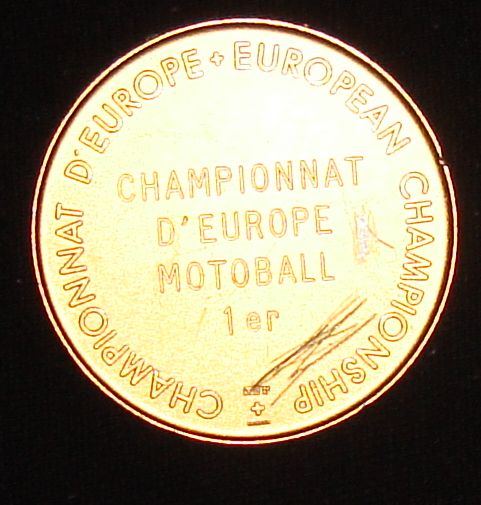 CHAMPIONNAT D'EUROPE + EUROPEAN CHAMPIONSHIP +
CHAMPIONNAT
D'EUROPE
MOTOBALL
1er